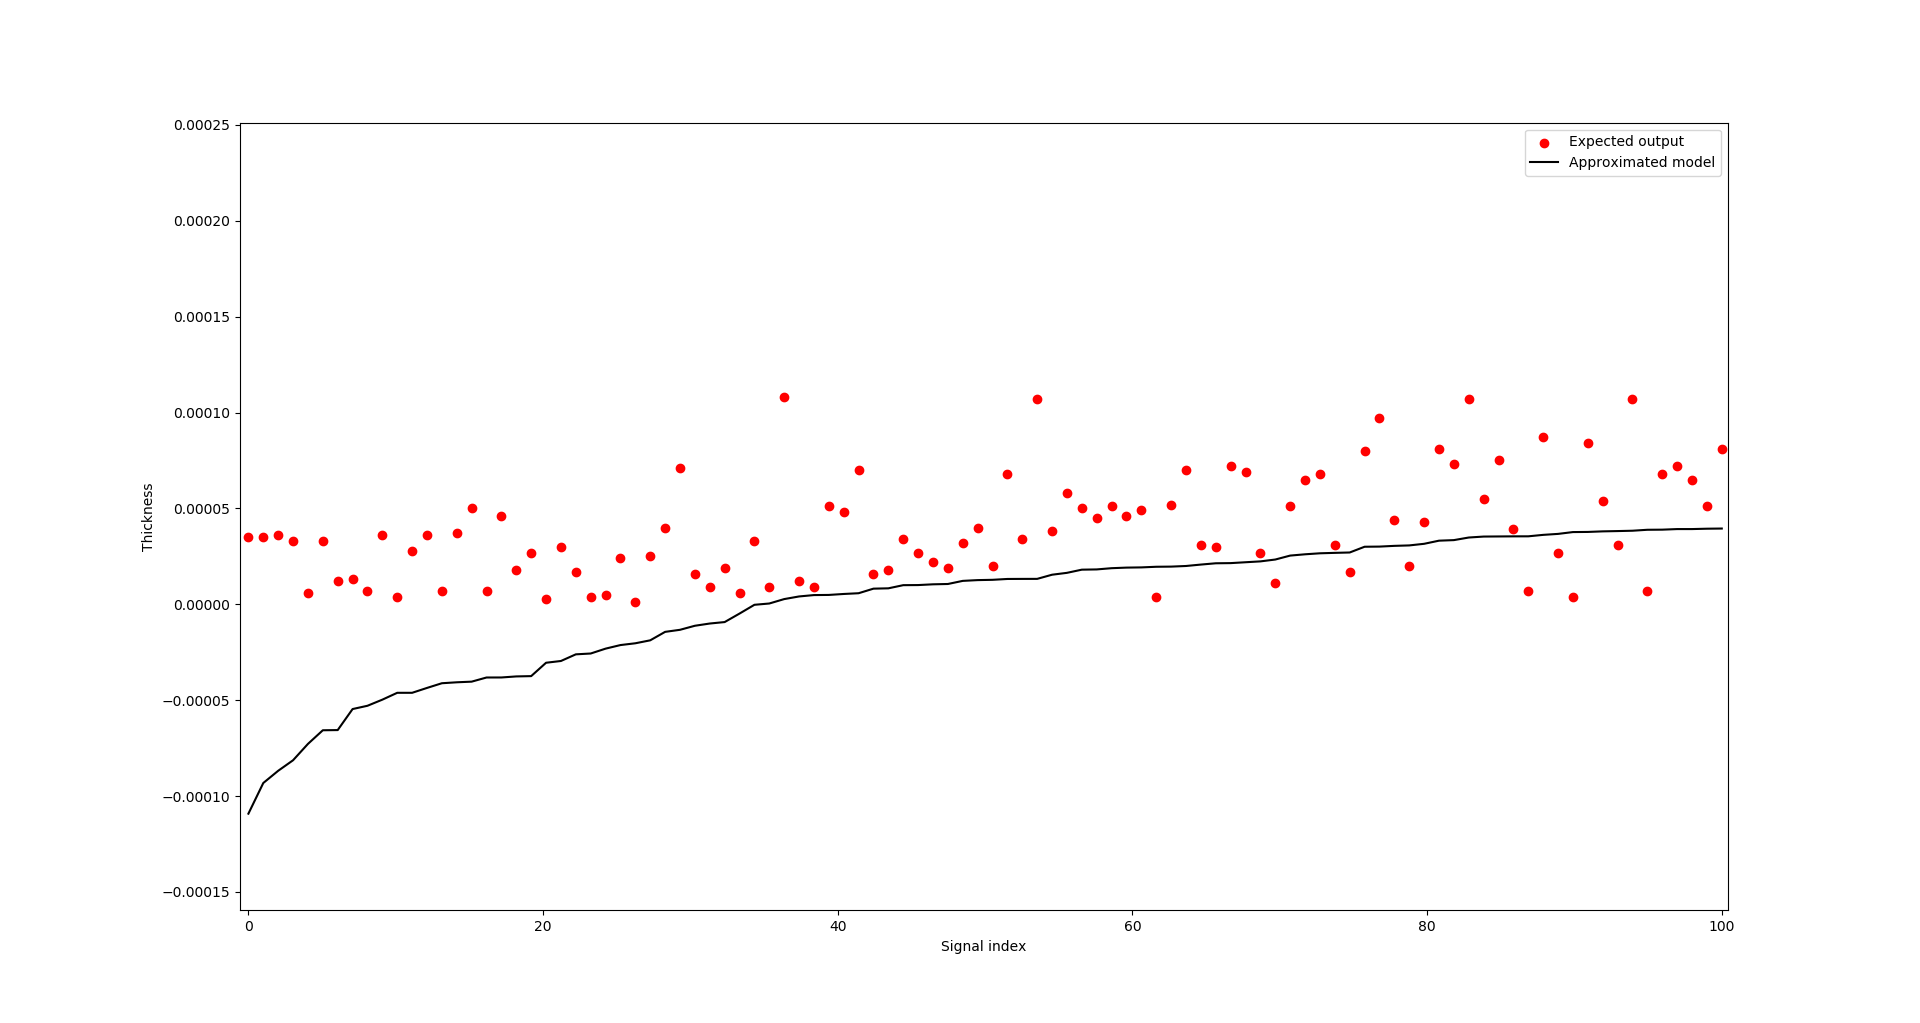 0.00025
0.00020
0.00015
0.00010
0.00005
0.00000
−0.00005
−0.00010
−0.00015
Thickness
Expected output
Approximated model
0 20 40 60 80 100
Signal index